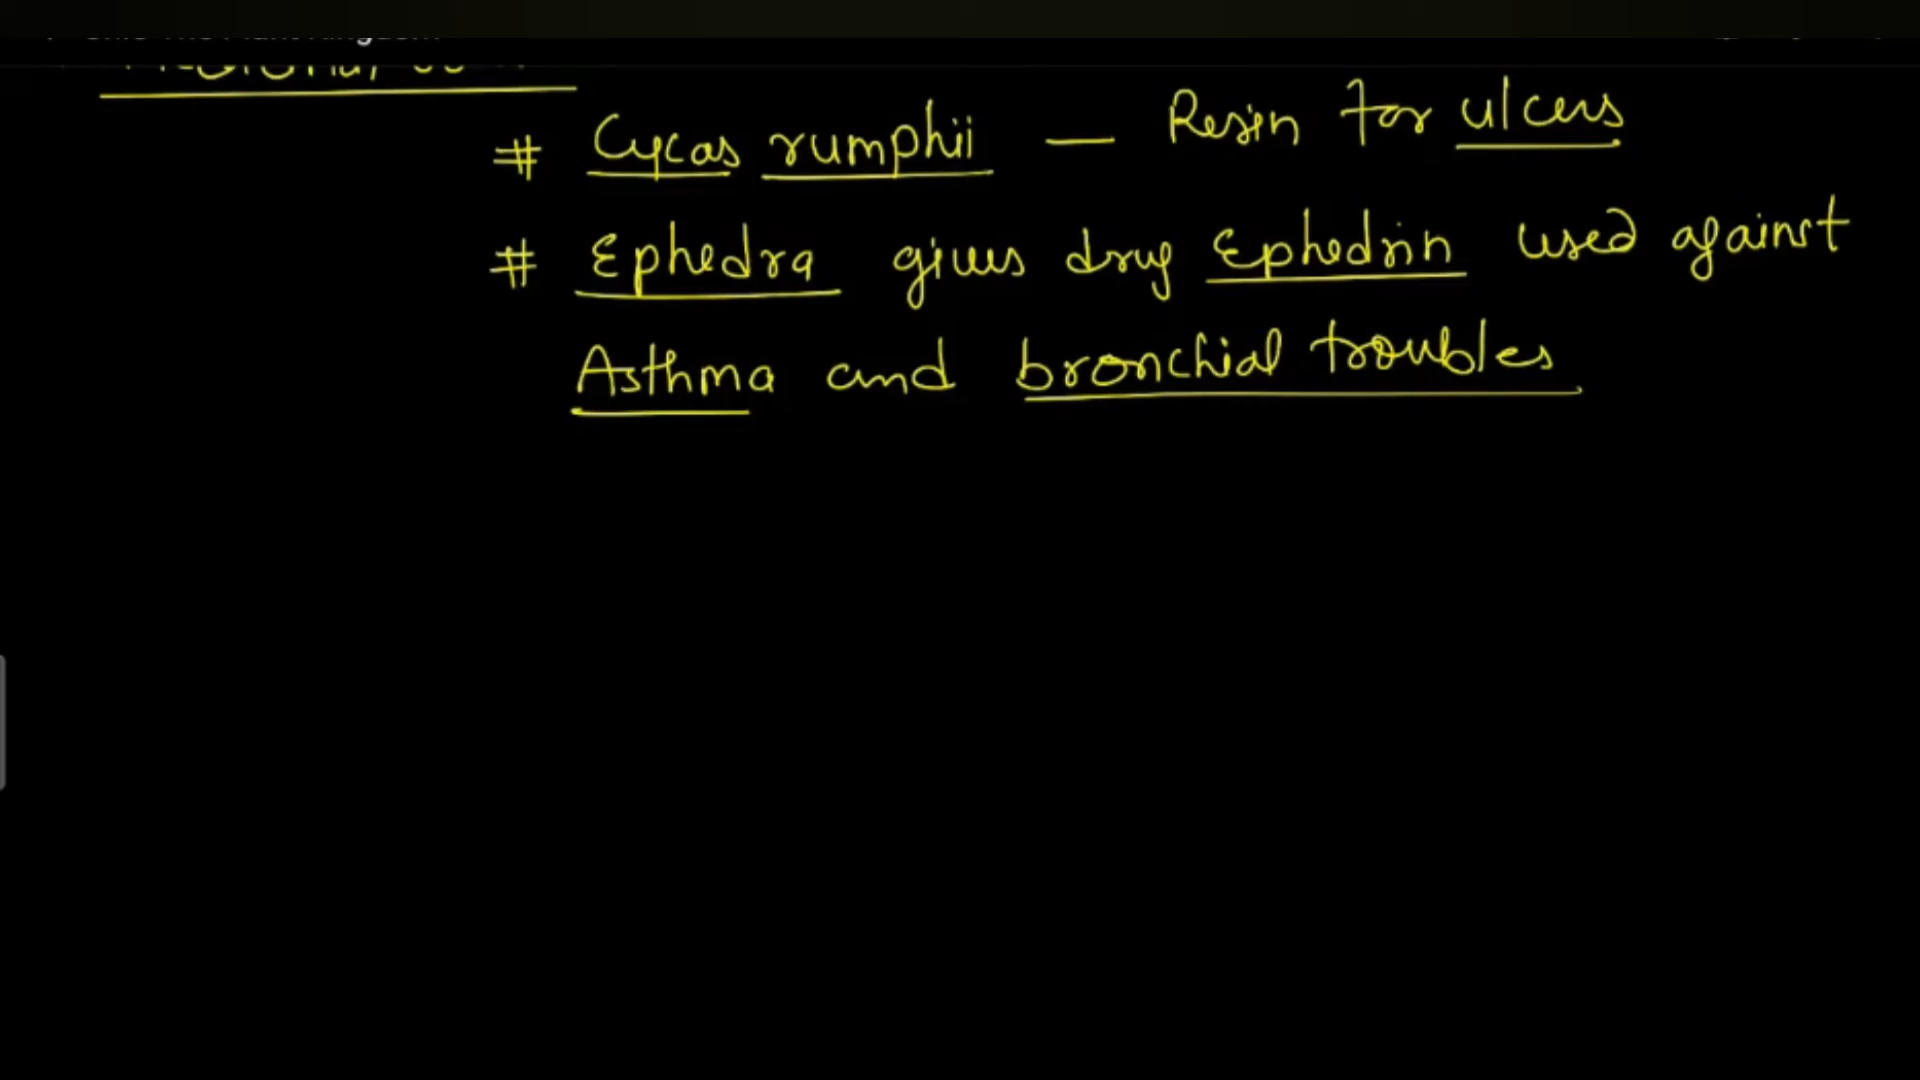 # Cycas rumphii — Resin for ulcers
# Ephedra gives drug Ephedrin used against
Asthma and bronchial troubles